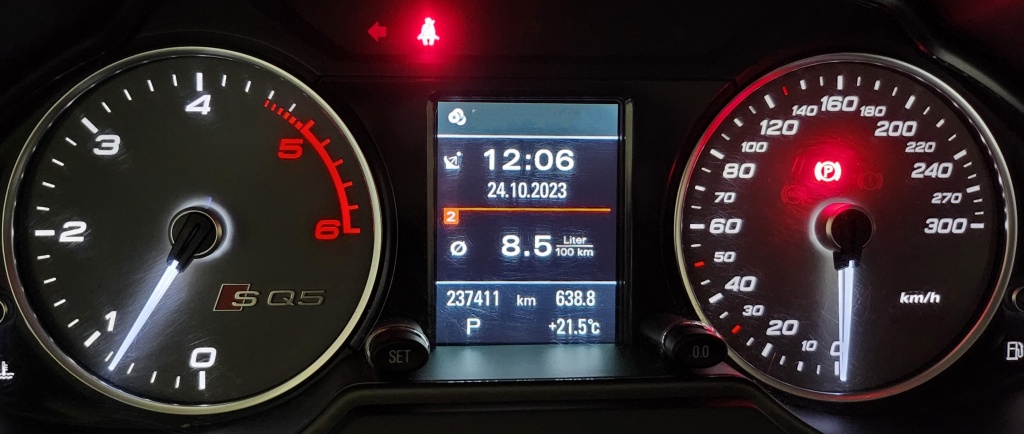 4
3
5
2
6
1
0
SQ5
12:06
24.10.2023
2
Ø 8.5 Liter
100 km
237411 km 638.8
P +21.5°C
SET
0.0
140 160 180
120 200
100 220
80 P 240
70 270
60 300
50
40
30 km/h
20
10
0